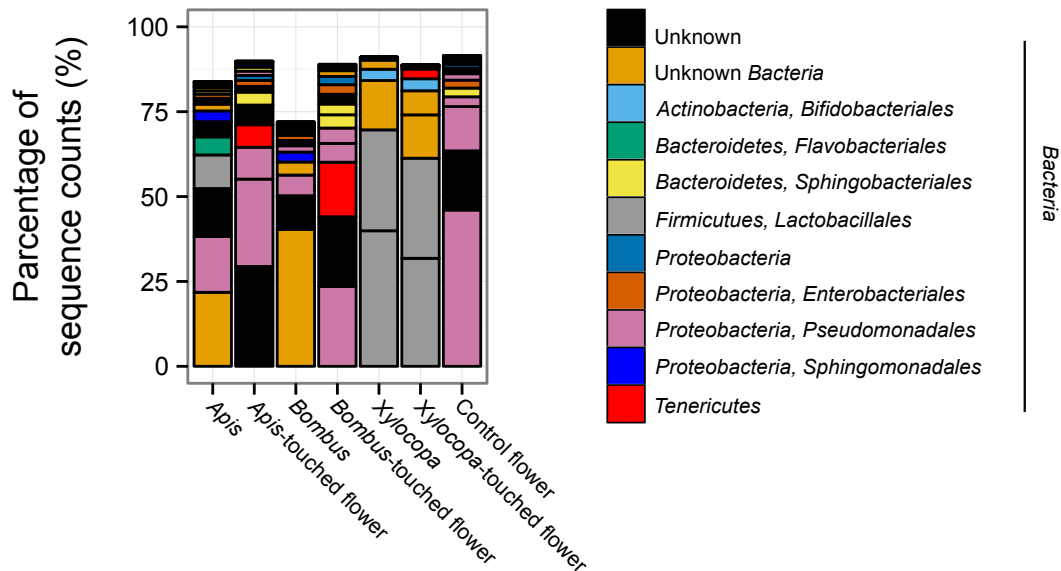 Parcentage of
sequence counts (%)
100
75
50
25
0
Apis
Apis-touched flower
Bombus
Bombus-touched flower
Xylocopa
Xylocopa-touched flower
Control flower
Unknown
Unknown Bacteria
Actinobacteria, Bifidobacteriales
Bacteroidetes, Flavobacteriales
Bacteroidetes, Sphingobacteriales
Firmicutues, Lactobacillales
Proteobacteria
Proteobacteria, Enterobacteriales
Proteobacteria, Pseudomonadales
Proteobacteria, Sphingomonadales
Tenericutes
Bacteria